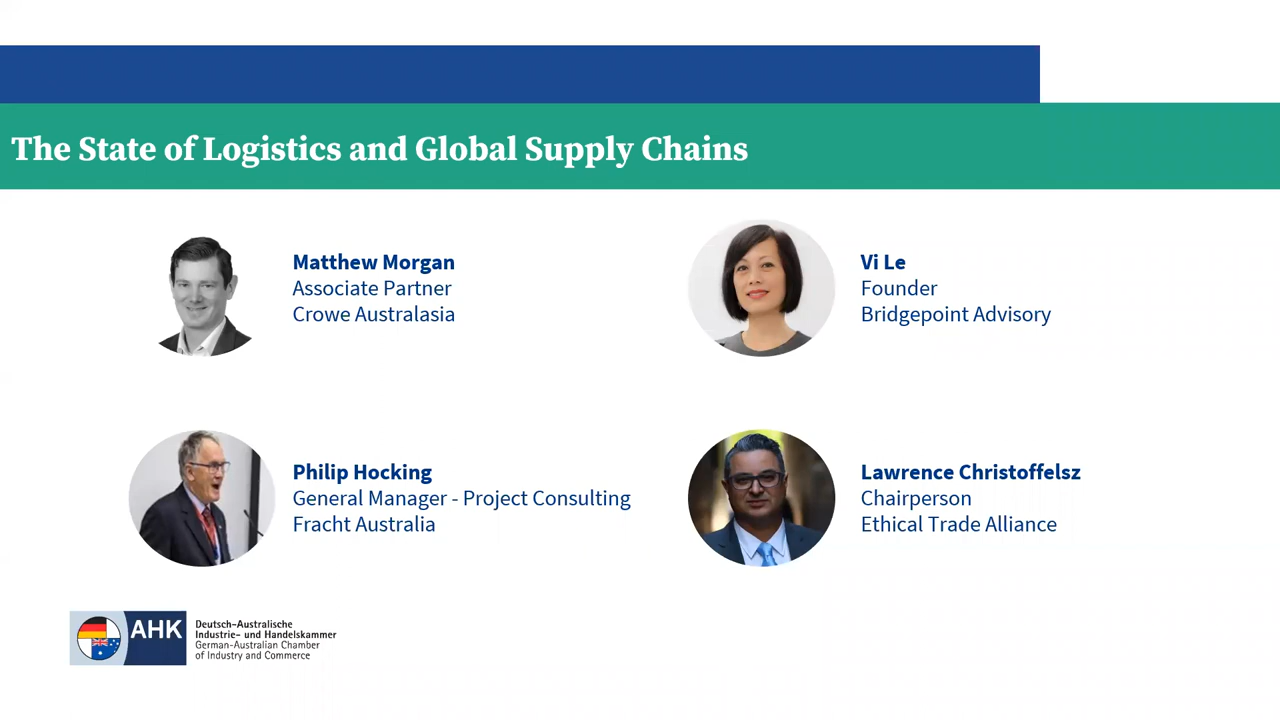 The State of Logistics and Global Supply Chains
Matthew Morgan
Associate Partner
Crowe Australasia
Vi Le
Founder
Bridgepoint Advisory
Philip Hocking
General Manager - Project Consulting
Fracht Australia
Lawrence Christoffelsz
Chairperson
Ethical Trade Alliance
AHK
Deutsch-Australische
Industrie- und Handelskammer
German-Australian Chamber
of Industry and Commerce